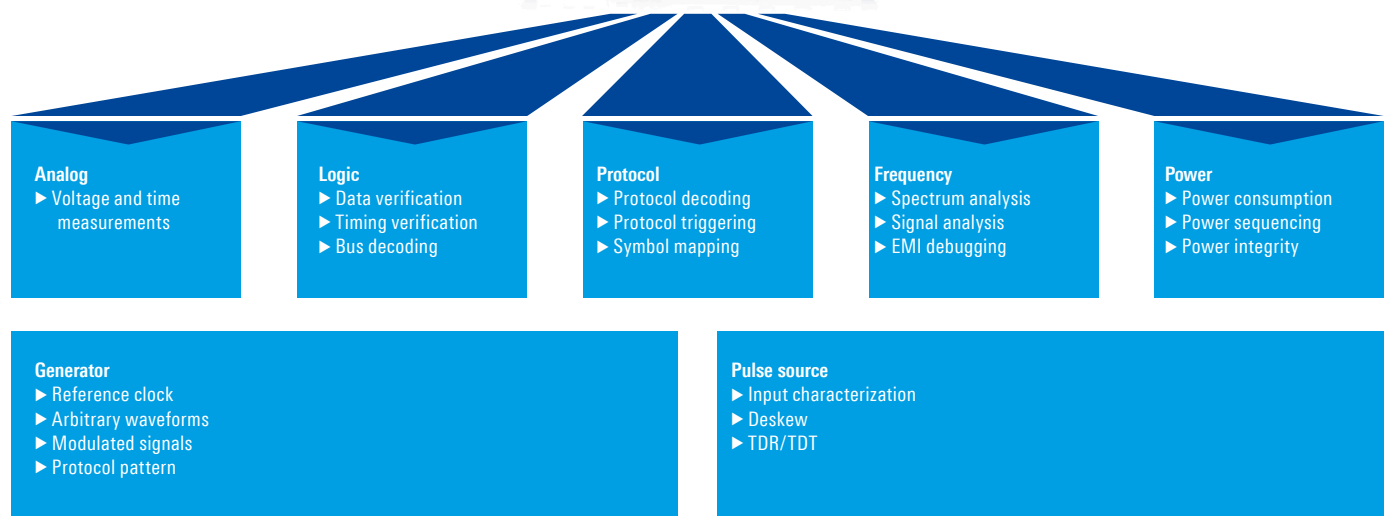 Analog
▶ Voltage and time
measurements
Logic
▶ Data verification
▶ Timing verification
▶ Bus decoding
Protocol
▶ Protocol decoding
▶ Protocol triggering
▶ Symbol mapping
Frequency
▶ Spectrum analysis
▶ Signal analysis
▶ EMI debugging
Power
▶ Power consumption
▶ Power sequencing
▶ Power integrity
Generator
▶ Reference clock
▶ Arbitrary waveforms
▶ Modulated signals
▶ Protocol pattern
Pulse source
▶ Input characterization
▶ Deskew
▶ TDR/TDT